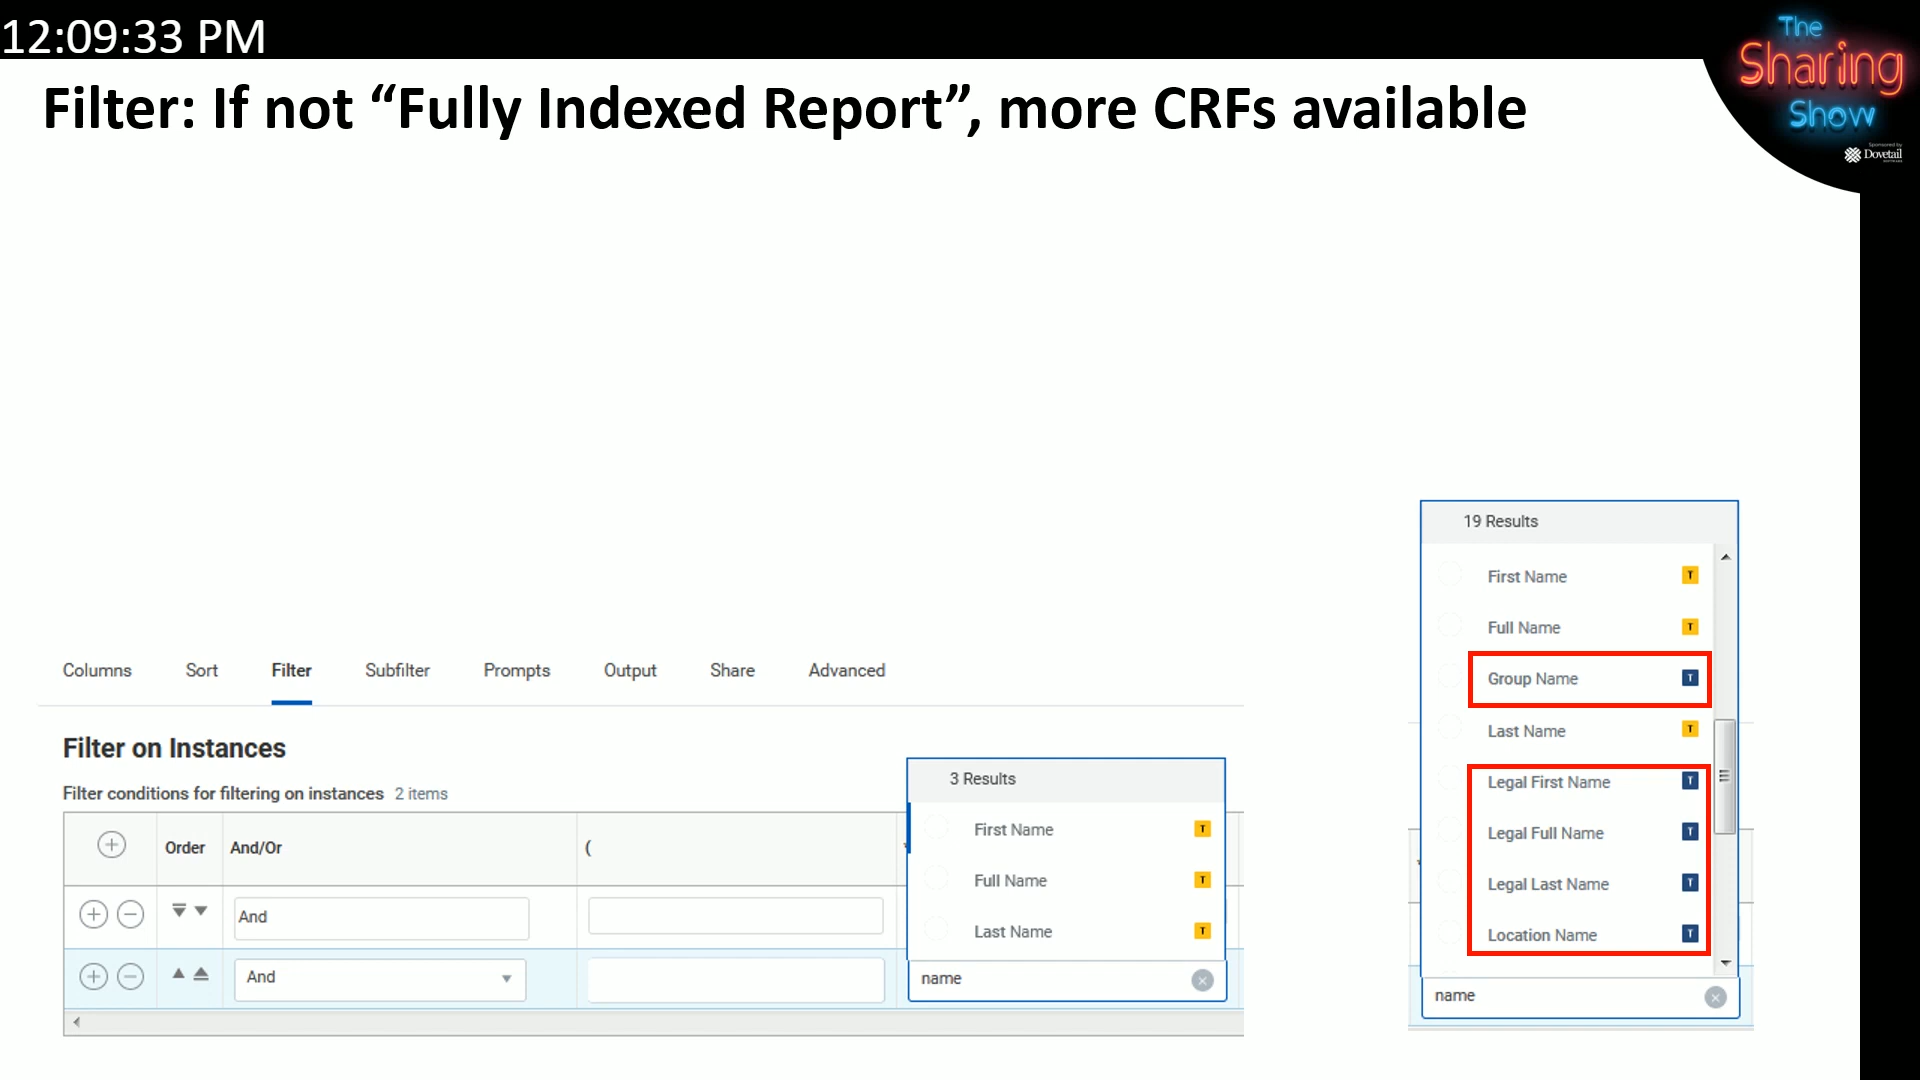 12:09:33 PM
The
Sharing
Show
Sponsored by
Dovetail
SOFTWARE
Filter: If not “Fully Indexed Report”, more CRFs available
Columns Sort Filter Subfilter Prompts Output Share Advanced
Filter on Instances
Filter conditions for filtering on instances 2 items
Order And/Or (
And
And
3 Results
First Name T
Full Name T
Last Name T
name
19 Results
First Name T
Full Name T
Group Name T
Last Name T
Legal First Name T
Legal Full Name T
Legal Last Name T
Location Name T
name